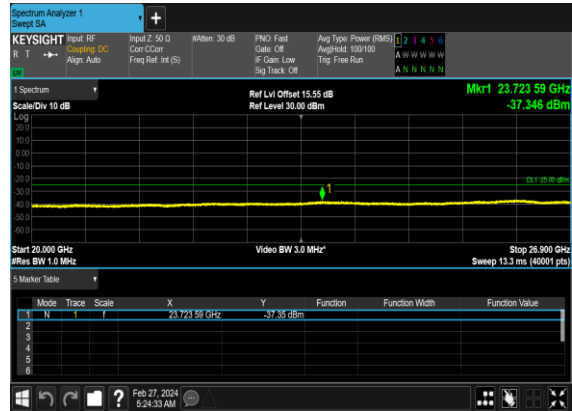 Spectrum Analyzer 1
Swept SA
+
KEYSIGHT Input: RF Input Z: 50 Ω #Atten: 30 dB PNO: Fast Avg Type: Power (RMS) 1 2 3 4 5 6
R T Coupling: DC Corr CCorr Gate: Off Avg|Hold: 100/100 A W W W W W
Align: Auto Freq Ref: Int (S) IF Gain: Low Trig: Free Run
Sig Track: Off A N N N N N
1 Spectrum Ref Lvl Offset 15.55 dB Mkr1 23.723 59 GHz
Scale/Div 10 dB Ref Level 30.00 dBm -37.346 dBm
Log
20.0
10.0
0.00
-10.0
-20.0
DL1 -25.00 dBm
1
-30.0
-40.0
-50.0
-60.0
Start 20.000 GHz Video BW 3.0 MHz* Stop 26.900 GHz
#Res BW 1.0 MHz Sweep 13.3 ms (40001 pts)
5 Marker Table
Mode Trace Scale X Y Function Function Width Function Value
1 N 1 f 23.723 59 GHz -37.35 dBm
2
3
4
5
6
? Feb 27, 2024
5:24:33 AM